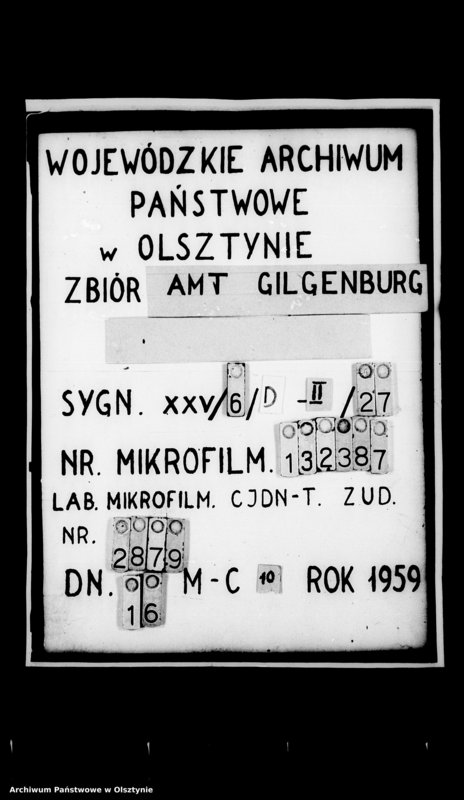 WOJEWÓDZKIE ARCHIWUM
PAŃSTWOWE
w OLSZTYNIE
ZBIÓR AMT GILGENBURG
SYGN. XXV/6/D -II/27
NR. MIKROFILM. 132387
LAB. MIKROFILM. CJDN-T. ZUD.
NR. 2879
DN. 16 M-C 10 ROK 1959
Archiwum Państwowe w Olsztynie